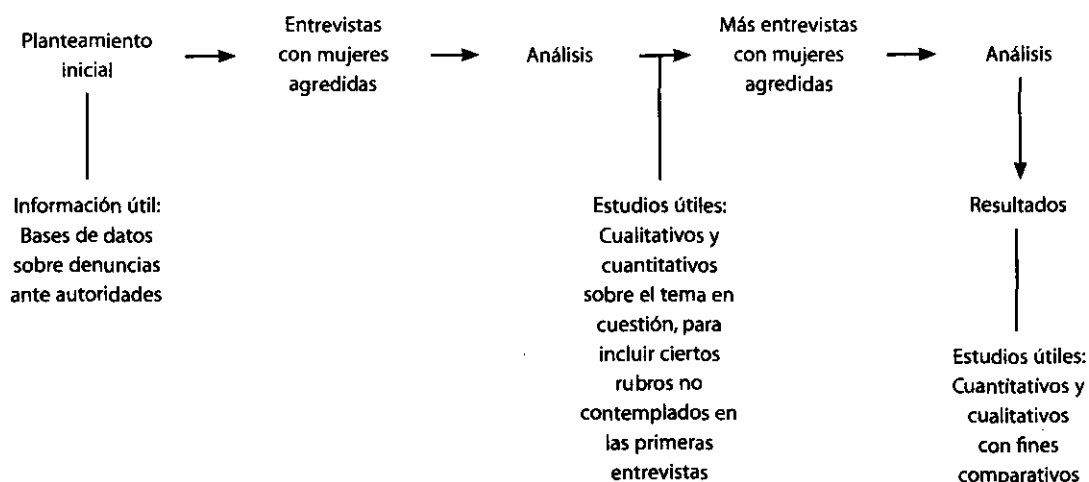 Planteamiento
inicial
Entrevistas
con mujeres
agredidas
Análisis
Más entrevistas
con mujeres
agredidas
Análisis
Información útil:
Bases de datos
sobre denuncias
ante autoridades
Estudios útiles:
Cualitativos y
cuantitativos
sobre el tema en
cuestión, para
incluir ciertos
rubros no
contemplados en
las primeras
entrevistas
Resultados
Estudios útiles:
Cuantitativos y
cualitativos
con fines
comparativos